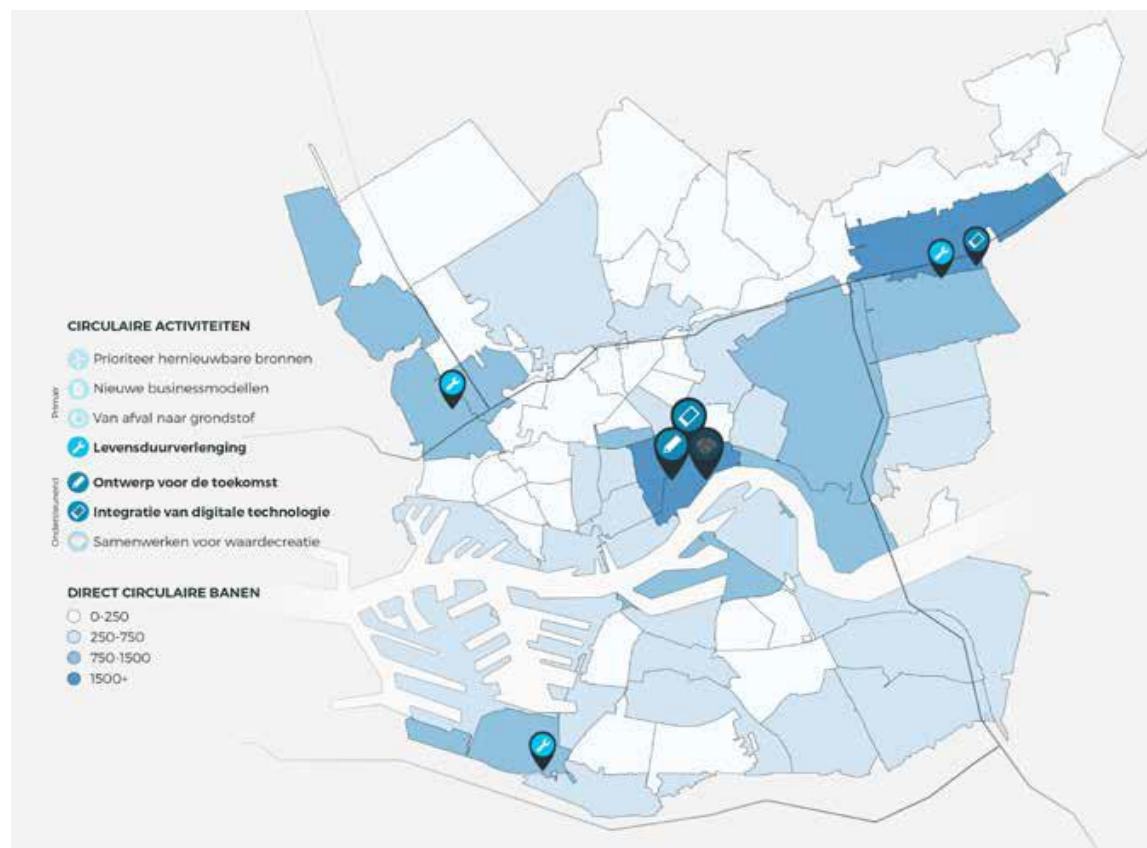 CIRCULAIRE ACTIVITEITEN
Primair
Prioriteer hernieuwbare bronnen
Nieuwe businessmodellen
Van afval naar grondstof
Levensduurverlenging
Ondersteunend
Ontwerp voor de toekomst
Integratie van digitale technologie
Samenwerken voor waardecreatie
DIRECT CIRCULAIRE BANEN
0-250
250-750
750-1500
1500+